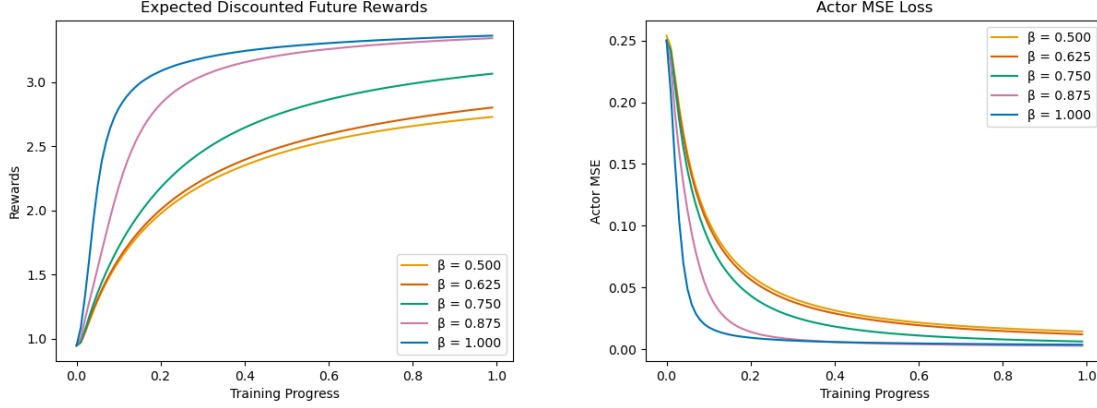 Expected Discounted Future Rewards
Rewards
3.0
2.5
2.0
1.5
1.0
β = 0.500
β = 0.625
β = 0.750
β = 0.875
β = 1.000
0.0 0.2 0.4 0.6 0.8 1.0
Training Progress
Actor MSE Loss
Actor MSE
0.25
0.20
0.15
0.10
0.05
0.00
β = 0.500
β = 0.625
β = 0.750
β = 0.875
β = 1.000
0.0 0.2 0.4 0.6 0.8 1.0
Training Progress